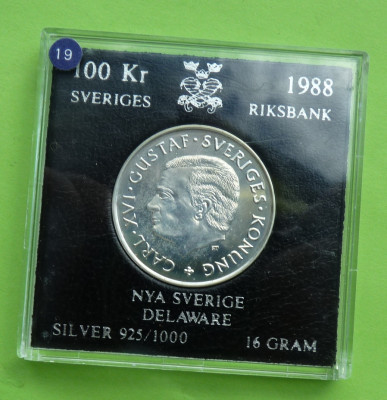 19
100 Kr 1988
SVERIGES RIKSBANK
CARL·XVI·GUSTAF·SVERIGES·KONUNG
NYA SVERIGE
DELAWARE
SILVER 925/1000 16 GRAM